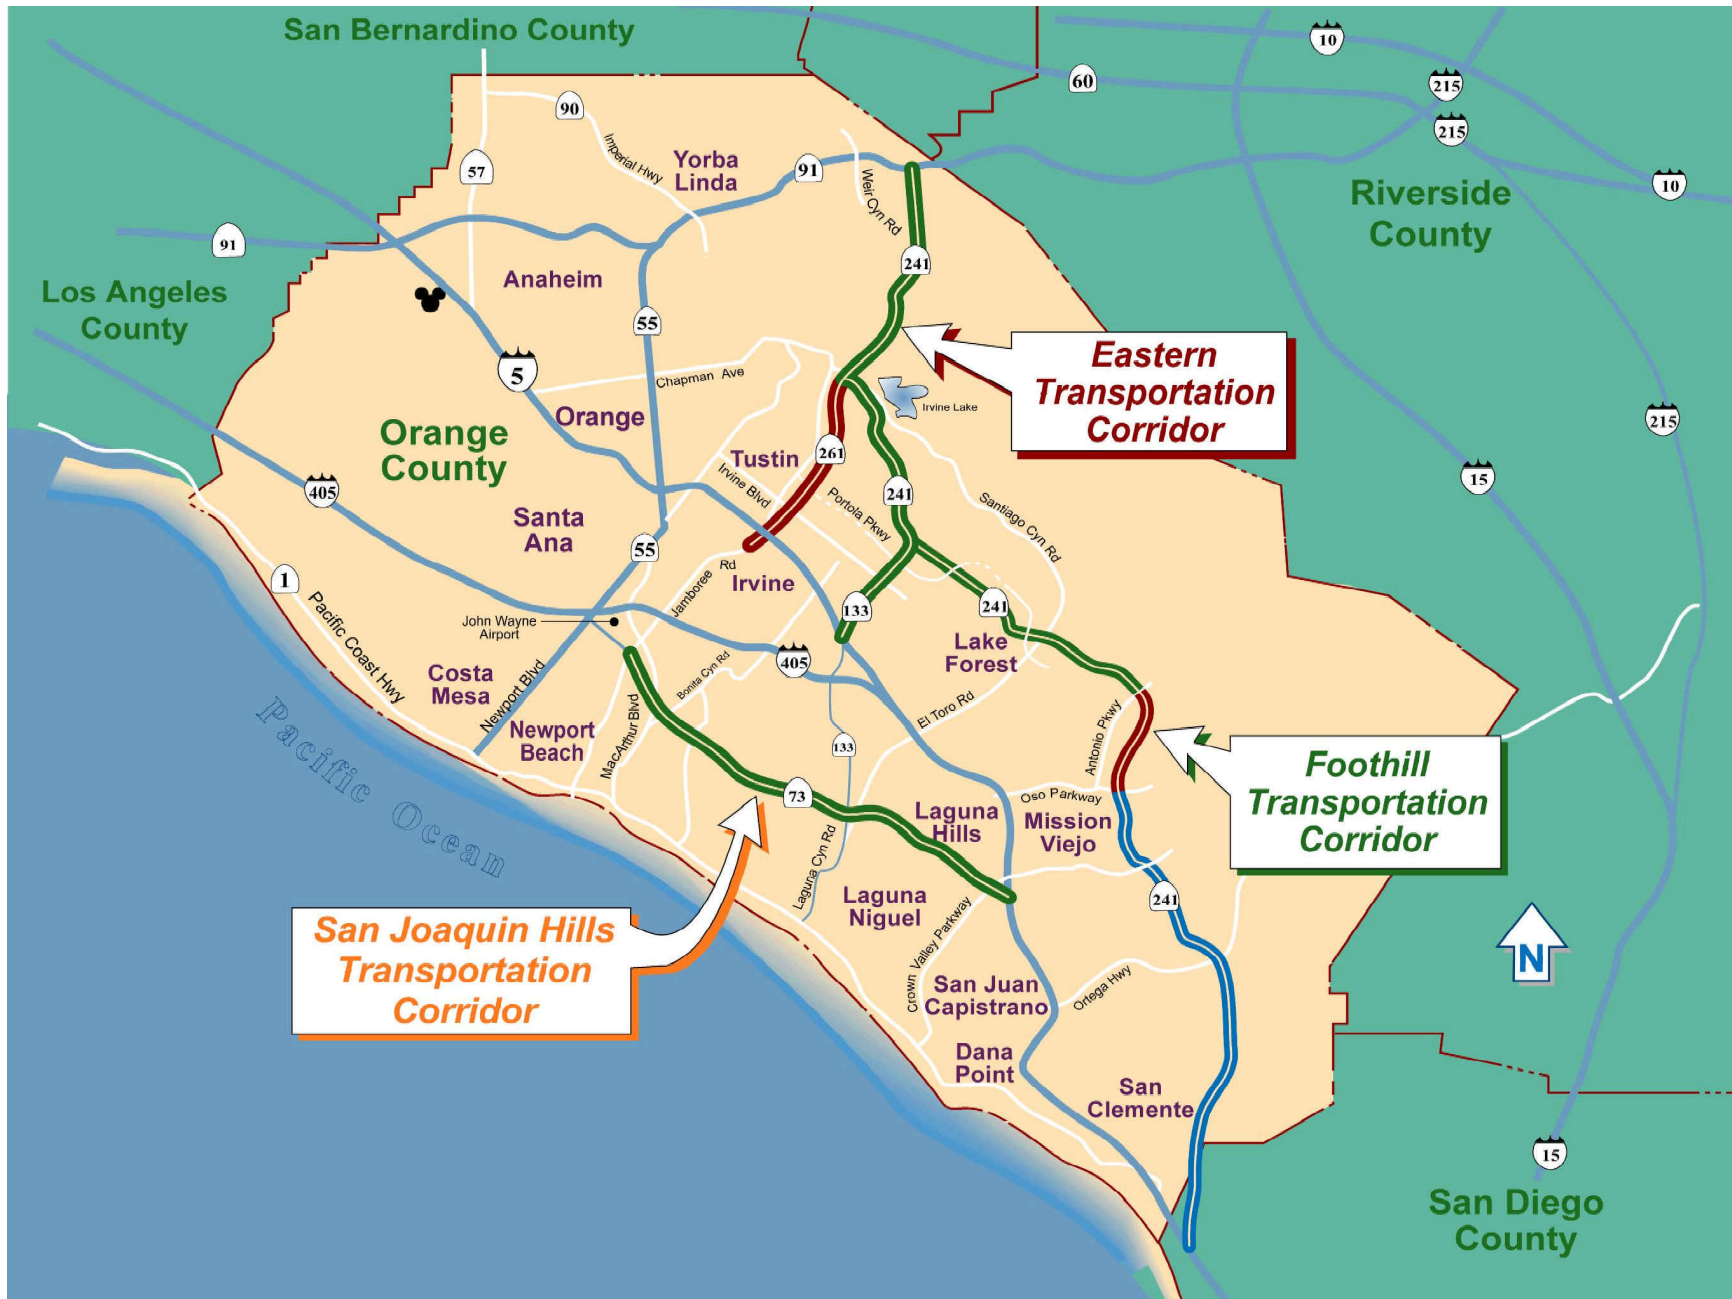 San Bernardino County
10
60
215
90
215
Imperial Hwy
Yorba
Linda
57
91
10
Weir Cyn Rd
Riverside
County
91
241
Los Angeles
County
Anaheim
55
5
Chapman Ave
Eastern
Transportation
Corridor
Irvine Lake
Orange
Orange
County
215
Tustin
261
Irvine Blvd
405
241
15
Portola Pkwy
Santiago Cyn Rd
Santa
Ana
55
1
Jamboree Rd
Irvine
133
241
Pacific Coast Hwy
John Wayne
Airport
Lake
Forest
405
Bonita Cyn Rd
Costa
Mesa
Newport Blvd
El Toro Rd
MacArthur Blvd
Newport
Beach
133
Antonio Pkwy
Pacific Ocean
Foothill
Transportation
Corridor
73
Oso Parkway
Laguna
Hills
Mission
Viejo
Laguna Cyn Rd
Laguna
Niguel
241
Crown Valley Parkway
San Joaquin Hills
Transportation
Corridor
N
San Juan
Capistrano
Ortega Hwy
Dana
Point
San
Clemente
15
San Diego
County